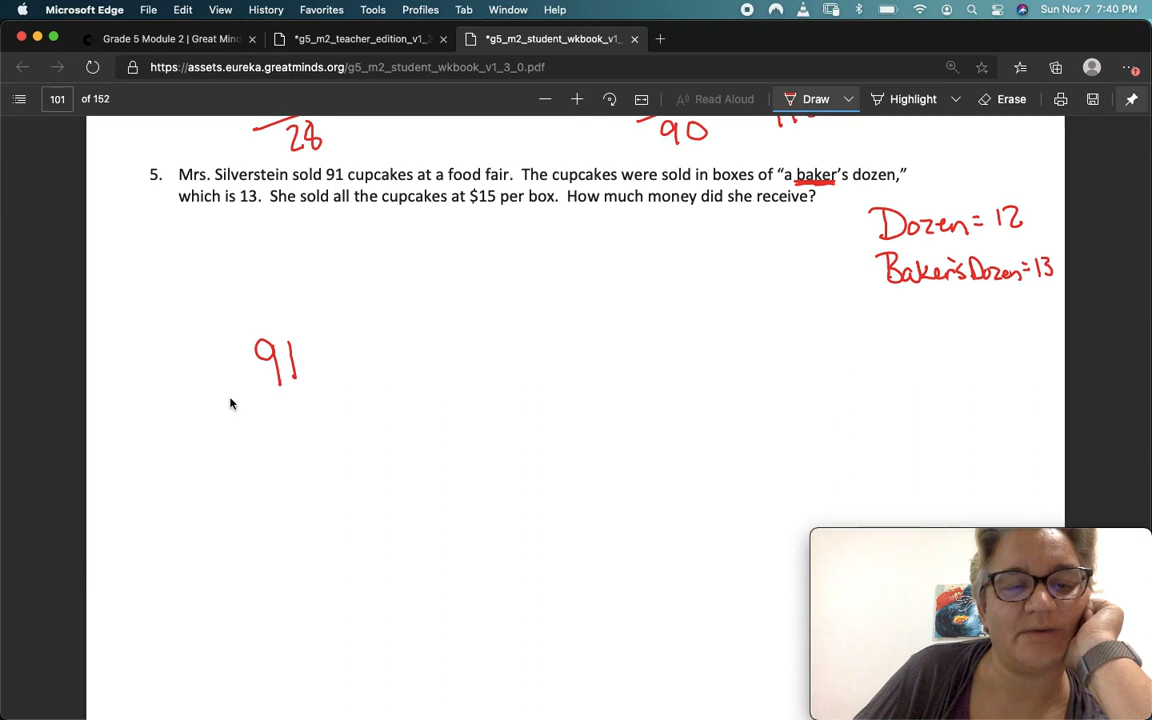 Microsoft Edge File Edit View History Favorites Tools Profiles Tab Window Help Sun Nov 7 7:40 PM
Grade 5 Module 2 | Great Mind *g5_m2_teacher_edition_v1_3 *g5_m2_student_wkbook_v1_
https://assets.eureka.greatminds.org/g5_m2_student_wkbook_v1_3_0.pdf
101 of 152 Read Aloud Draw Highlight Erase
28 90
5. Mrs. Silverstein sold 91 cupcakes at a food fair. The cupcakes were sold in boxes of “a baker’s dozen,”
which is 13. She sold all the cupcakes at $15 per box. How much money did she receive?
Dozen = 12
Baker's Dozen = 13
91